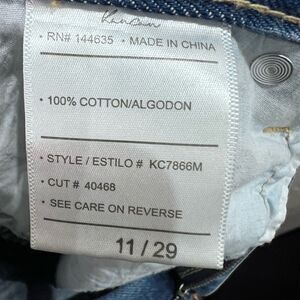 KanCan
• RN# 144635 • MADE IN CHINA
• 100% COTTON/ALGODON
• STYLE / ESTILO # KC7866M
• CUT # 40468
• SEE CARE ON REVERSE
11 / 29